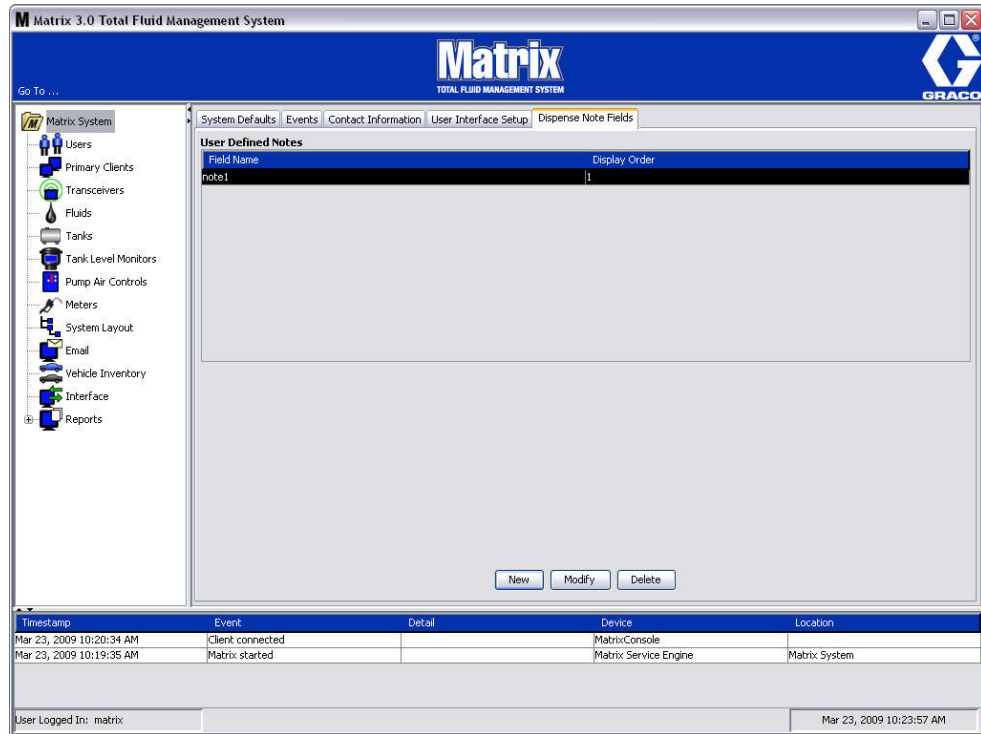 M Matrix 3.0 Total Fluid Management System
Matrix
TOTAL FLUID MANAGEMENT SYSTEM
Go To ...
GRACO
Matrix System
Users
Primary Clients
Transceivers
Fluids
Tanks
Tank Level Monitors
Pump Air Controls
Meters
System Layout
Email
Vehicle Inventory
Interface
Reports
System Defaults Events Contact Information User Interface Setup Dispense Note Fields
User Defined Notes
Field Name Display Order
note1 1
New Modify Delete
Timestamp Event Detail Device Location
Mar 23, 2009 10:20:34 AM Client connected MatrixConsole
Mar 23, 2009 10:19:35 AM Matrix started Matrix Service Engine Matrix System
User Logged In: matrix Mar 23, 2009 10:23:57 AM